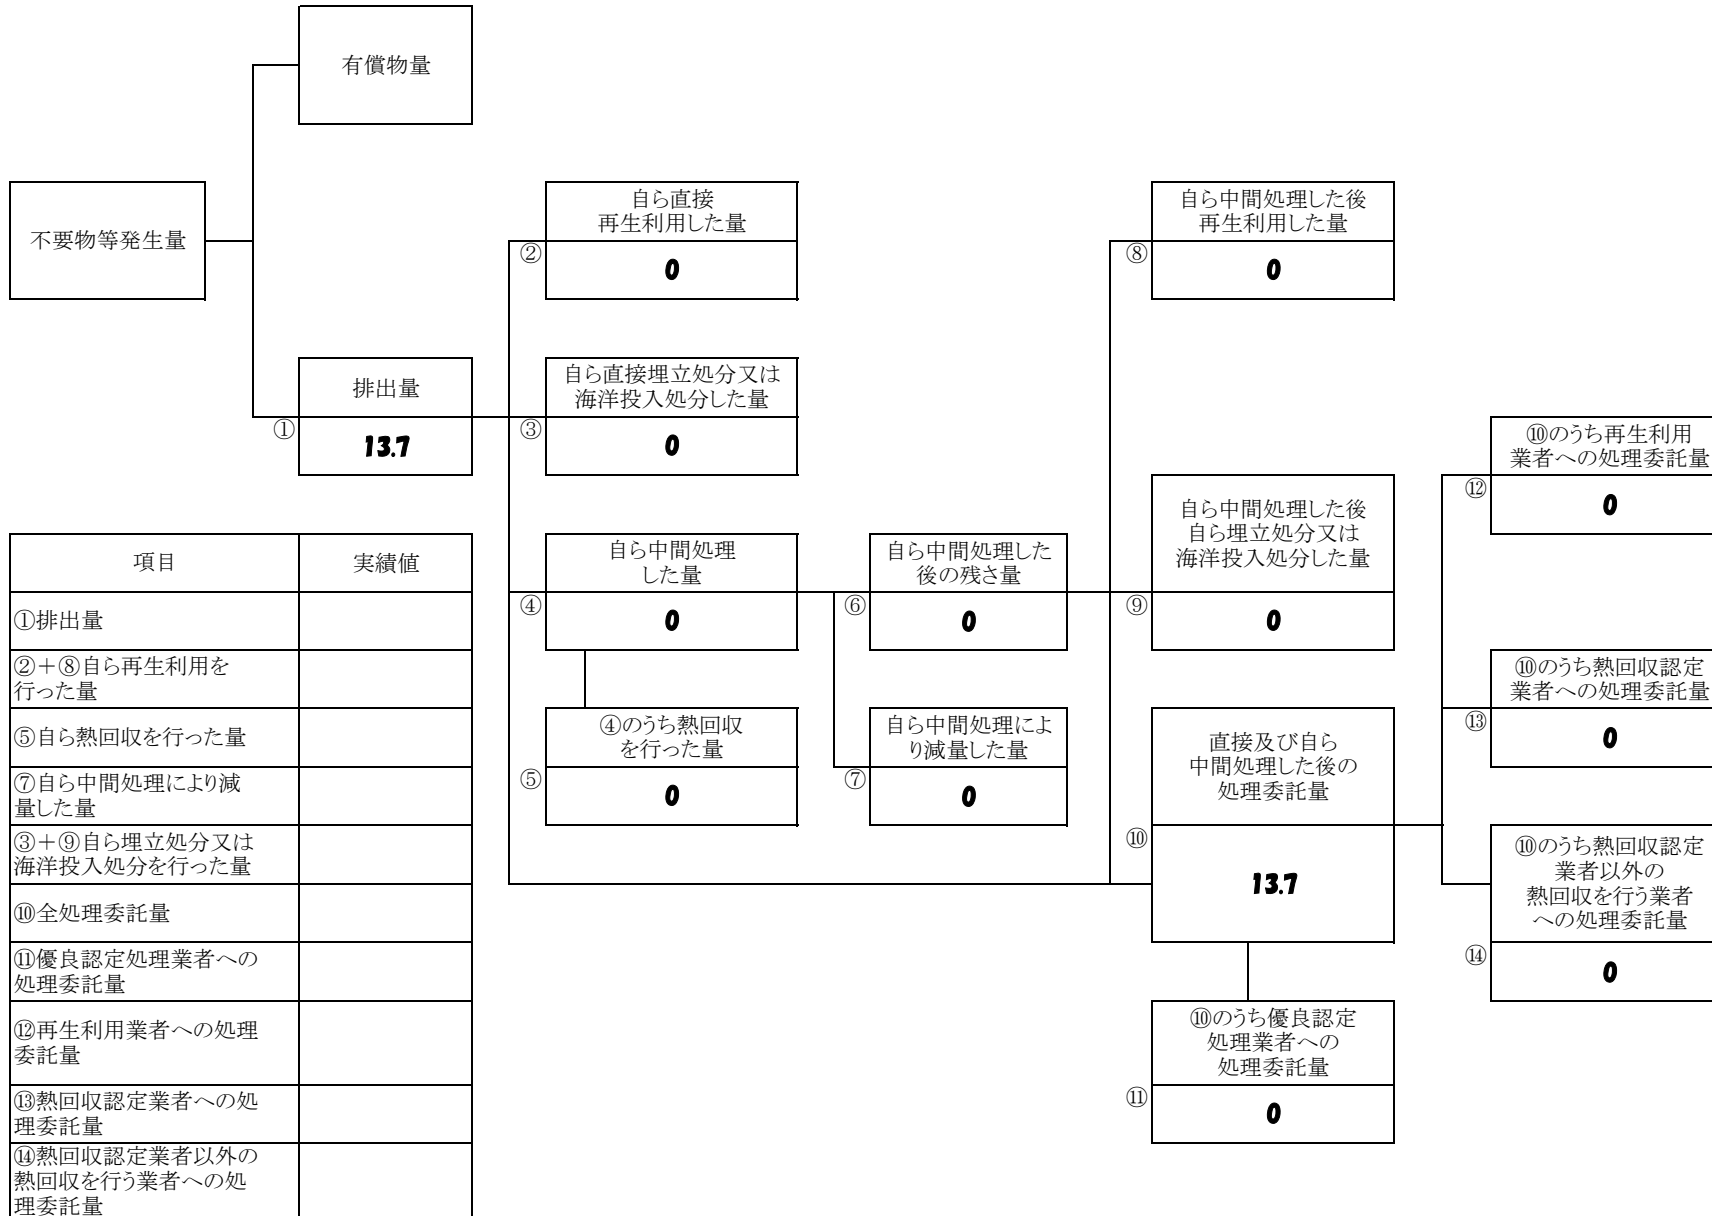 有償物量
不要物等発生量
自ら直接
再生利用した量
②
0
自ら中間処理した後
再生利用した量
⑧
0
排出量
①
13.7
自ら直接埋立処分又は
海洋投入処分した量
③
0
⑩のうち再生利用
業者への処理委託量
⑫
0
自ら中間処理
した量
④
0
自ら中間処理した
後の残さ量
⑥
0
自ら中間処理した後
自ら埋立処分又は
海洋投入処分した量
⑨
0
⑩のうち熱回収認定
業者への処理委託量
⑬
0
④のうち熱回収
を行った量
⑤
0
自ら中間処理によ
り減量した量
⑦
0
直接及び自ら
中間処理した後の
処理委託量
⑩
13.7
⑩のうち熱回収認定
業者以外の
熱回収を行う業者
への処理委託量
⑭
0
⑩のうち優良認定
処理業者への
処理委託量
⑪
0
項目 実績値
①排出量
②+⑧自ら再生利用を
行った量
⑤自ら熱回収を行った量
⑦自ら中間処理により減
量した量
③+⑨自ら埋立処分又は
海洋投入処分を行った量
⑩全処理委託量
⑪優良認定処理業者への
処理委託量
⑫再生利用業者への処理
委託量
⑬熱回収認定業者への処
理委託量
⑭熱回収認定業者以外の
熱回収を行う業者への処
理委託量